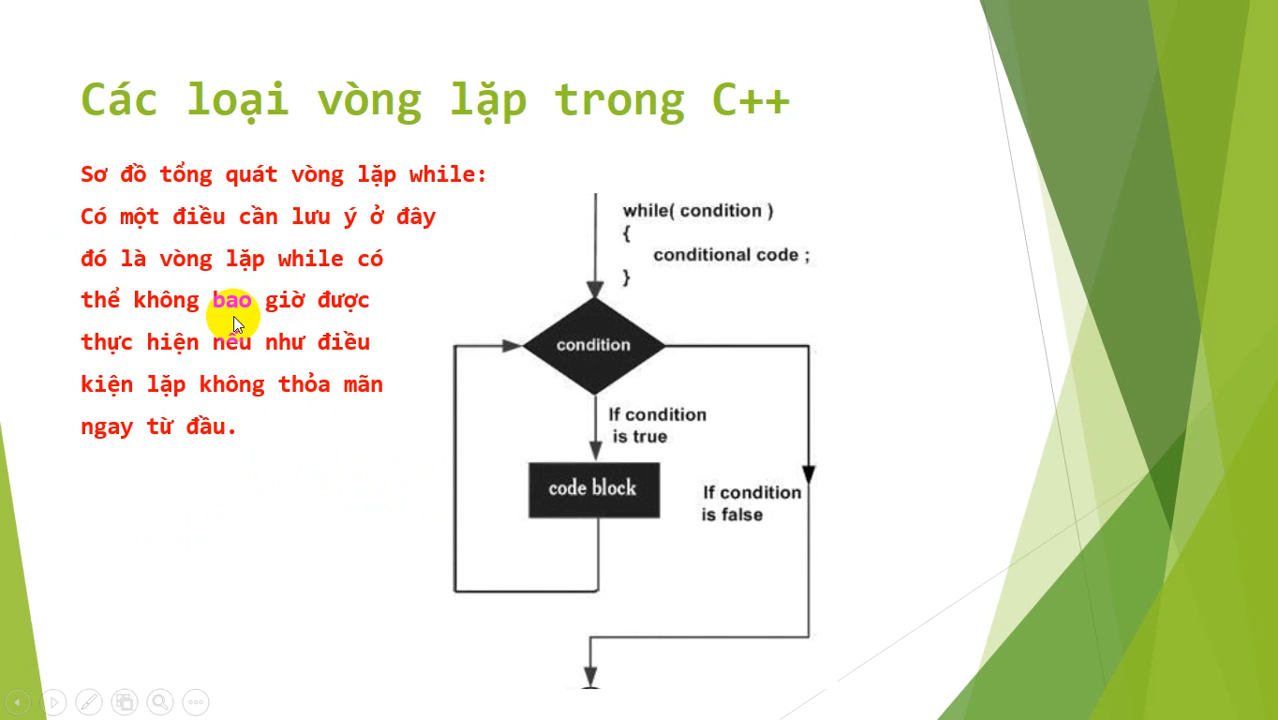 Các loại vòng lặp trong C++
Sơ đồ tổng quát vòng lặp while:
Có một điều cần lưu ý ở đây
đó là vòng lặp while có
thể không bao giờ được
thực hiện nếu như điều
kiện lặp không thỏa mãn
ngay từ đầu.
while( condition )
{
conditional code ;
}
condition
If condition
is true
code block
If condition
is false